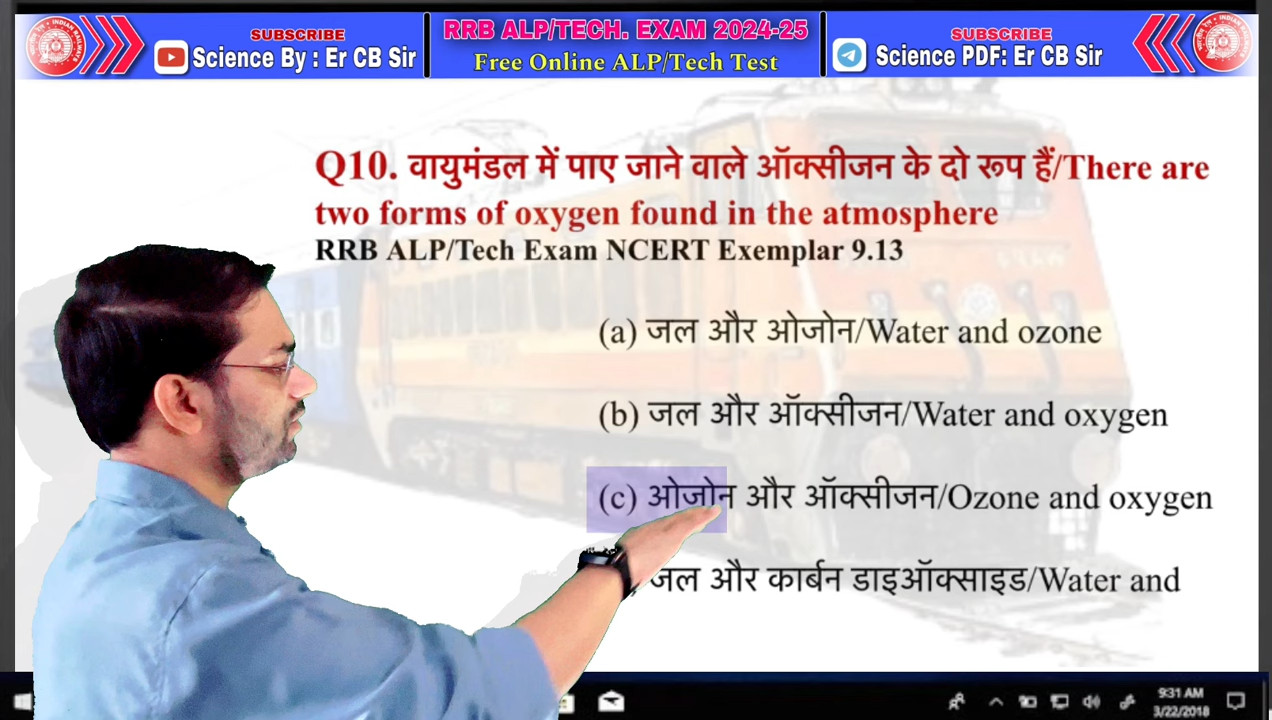 SUBSCRIBE
Science By : Er CB Sir
RRB ALP/TECH. EXAM 2024-25
Free Online ALP/Tech Test
SUBSCRIBE
Science PDF: Er CB Sir
Q10. वायुमंडल में पाए जाने वाले ऑक्सीजन के दो रूप हैं/There are
two forms of oxygen found in the atmosphere
RRB ALP/Tech Exam NCERT Exemplar 9.13
(a) जल और ओजोन/Water and ozone
(b) जल और ऑक्सीजन/Water and oxygen
(c) ओजोन और ऑक्सीजन/Ozone and oxygen
जल और कार्बन डाइऑक्साइड/Water and
9:31 AM
3/22/2018